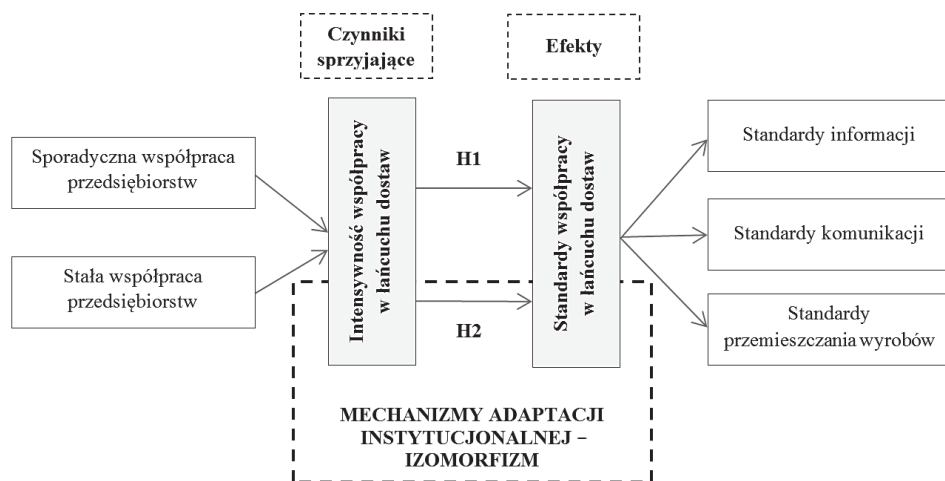 Czynniki
sprzyjające
Efekty
Sporadyczna współpraca
przedsiębiorstw
Stała współpraca
przedsiębiorstw
Intensywność współpracy
w łańcuchu dostaw
H1
H2
Standardy współpracy
w łańcuchu dostaw
Standardy informacji
Standardy komunikacji
Standardy
przemieszczania wyrobów
MECHANIZMY ADAPTACJI
INSTYTUCJONALNEJ –
IZOMORFIZM